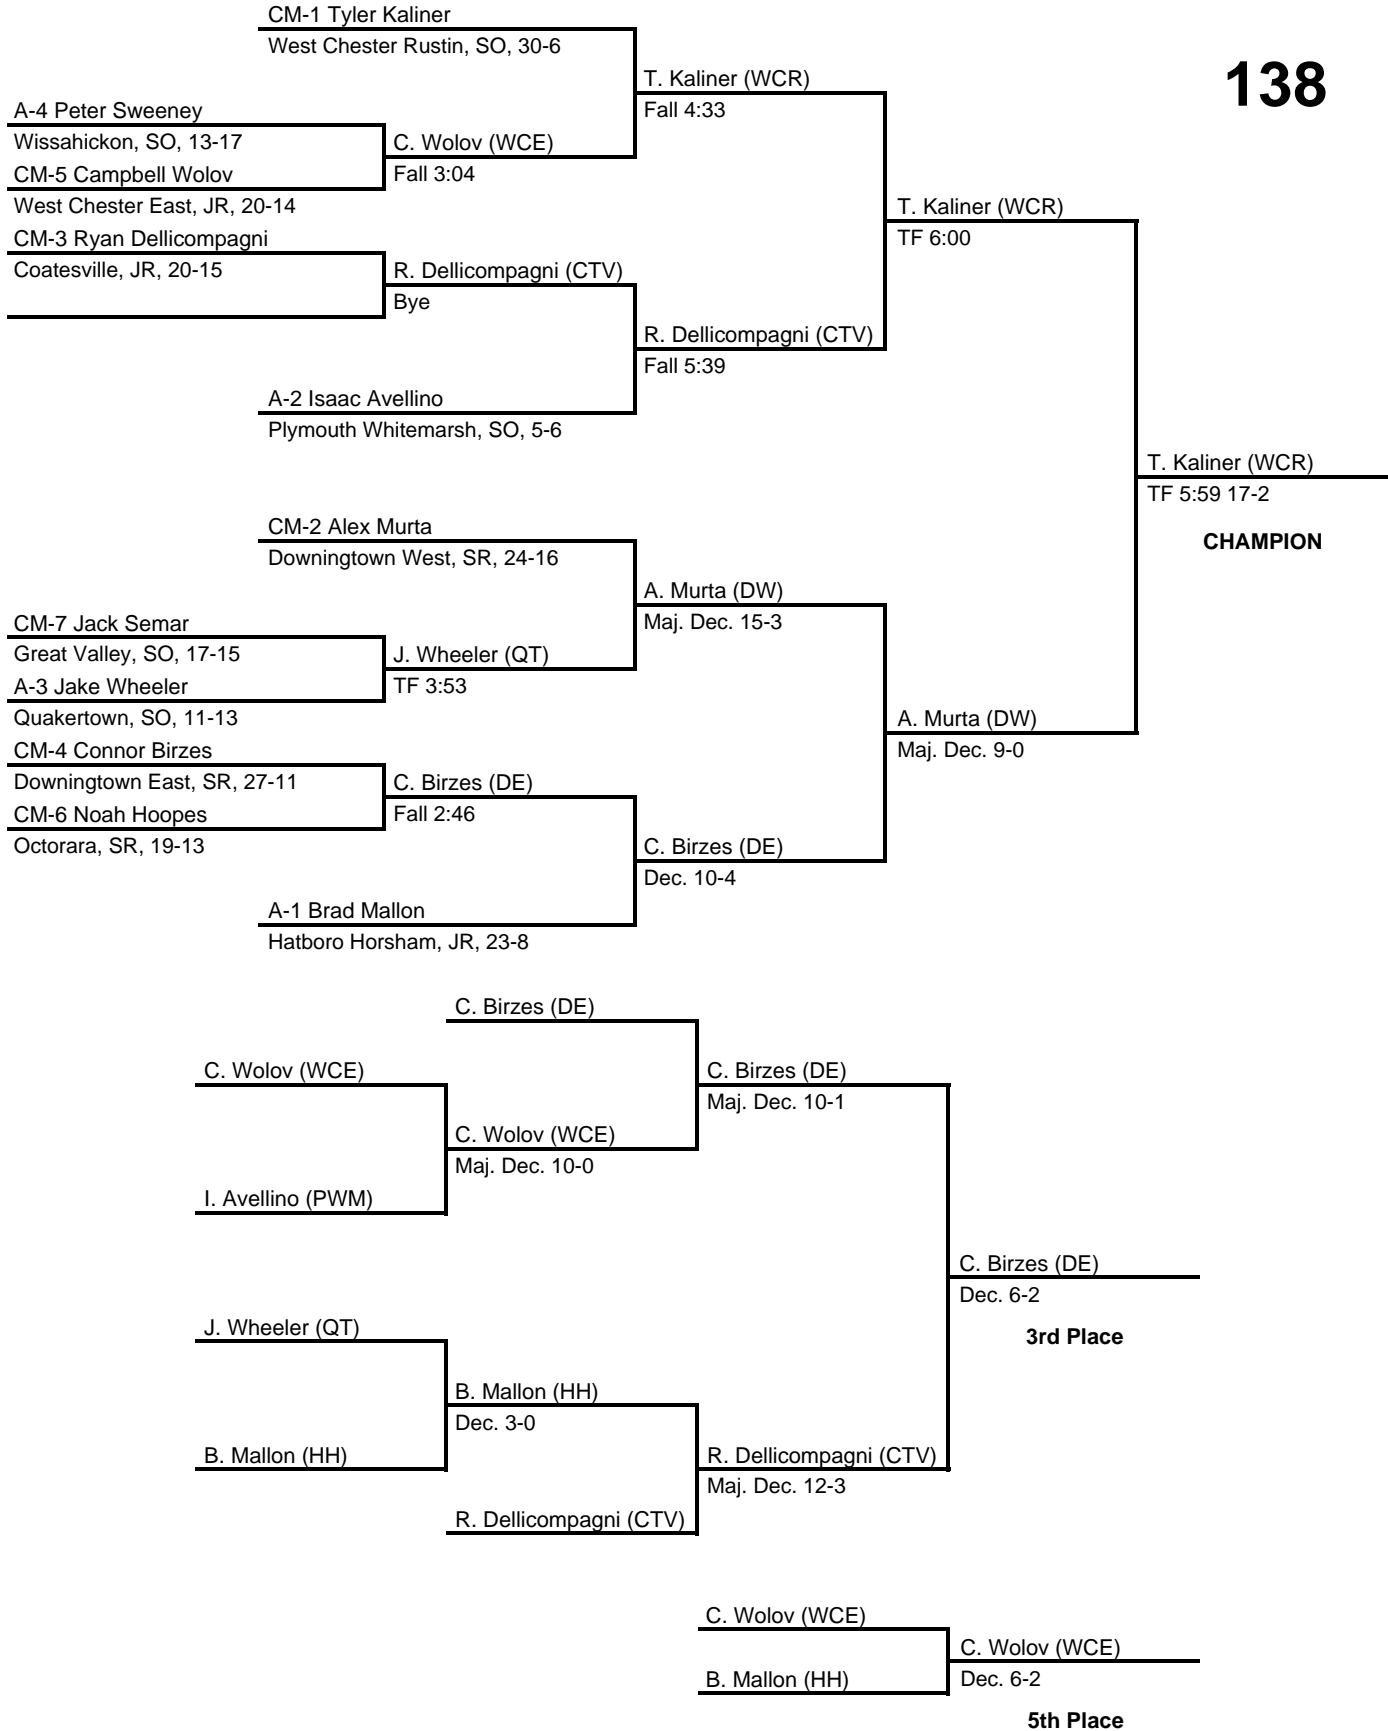 CM-1 Tyler Kaliner
West Chester Rustin, SO, 30-6
138
T. Kaliner (WCR)
Fall 4:33
A-4 Peter Sweeney
Wissahickon, SO, 13-17
C. Wolov (WCE)
Fall 3:04
CM-5 Campbell Wolov
West Chester East, JR, 20-14
T. Kaliner (WCR)
TF 6:00
CM-3 Ryan Dellicompagni
Coatesville, JR, 20-15
R. Dellicompagni (CTV)
Bye
R. Dellicompagni (CTV)
Fall 5:39
A-2 Isaac Avellino
Plymouth Whitemarsh, SO, 5-6
T. Kaliner (WCR)
TF 5:59 17-2
CHAMPION
CM-2 Alex Murta
Downingtown West, SR, 24-16
A. Murta (DW)
Maj. Dec. 15-3
CM-7 Jack Semar
Great Valley, SO, 17-15
J. Wheeler (QT)
TF 3:53
A-3 Jake Wheeler
Quakertown, SO, 11-13
A. Murta (DW)
Maj. Dec. 9-0
CM-4 Connor Birzes
Downingtown East, SR, 27-11
C. Birzes (DE)
Fall 2:46
CM-6 Noah Hoopes
Octorara, SR, 19-13
C. Birzes (DE)
Dec. 10-4
A-1 Brad Mallon
Hatboro Horsham, JR, 23-8
C. Birzes (DE)
C. Wolov (WCE)
C. Birzes (DE)
Maj. Dec. 10-1
C. Wolov (WCE)
Maj. Dec. 10-0
I. Avellino (PWM)
C. Birzes (DE)
Dec. 6-2
3rd Place
J. Wheeler (QT)
B. Mallon (HH)
Dec. 3-0
B. Mallon (HH)
R. Dellicompagni (CTV)
Maj. Dec. 12-3
R. Dellicompagni (CTV)
C. Wolov (WCE)
C. Wolov (WCE)
Dec. 6-2
B. Mallon (HH)
5th Place